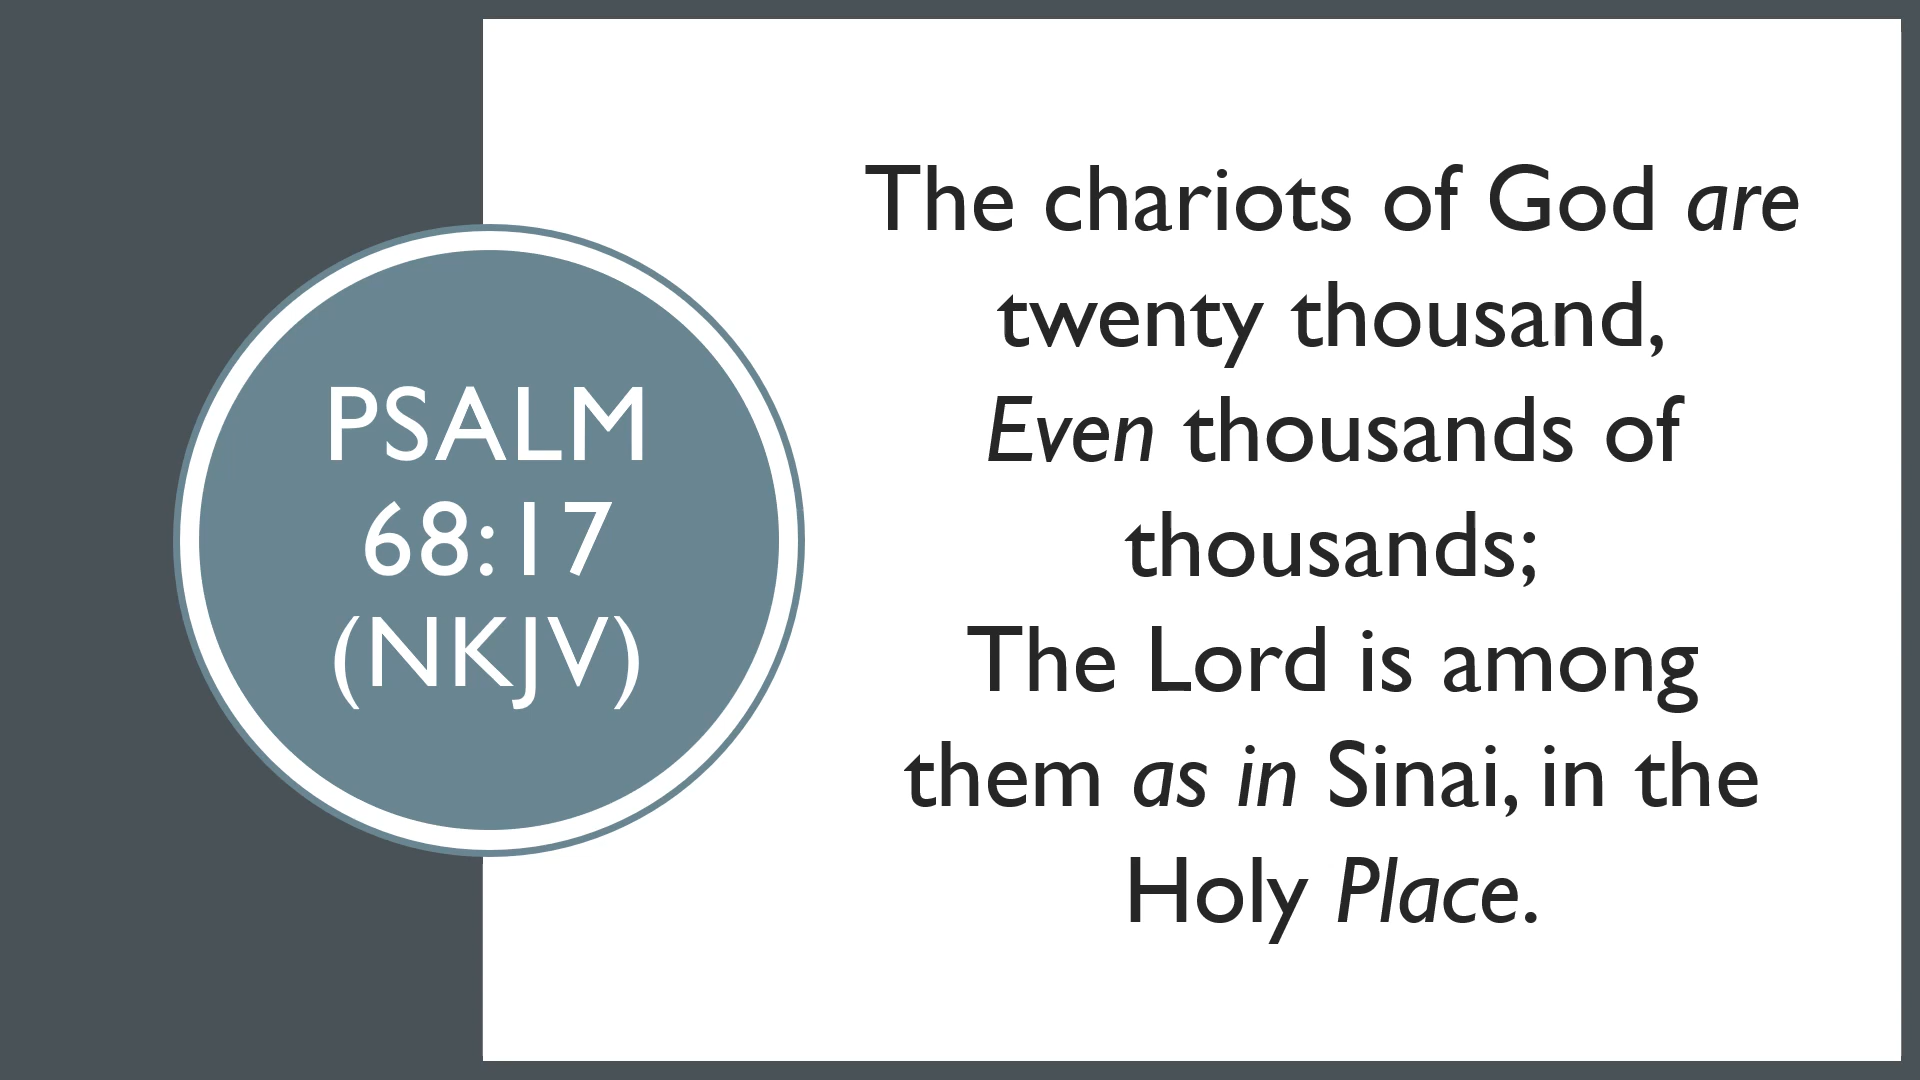 PSALM
68:17
(NKJV)
The chariots of God are
twenty thousand,
Even thousands of
thousands;
The Lord is among
them as in Sinai, in the
Holy Place.